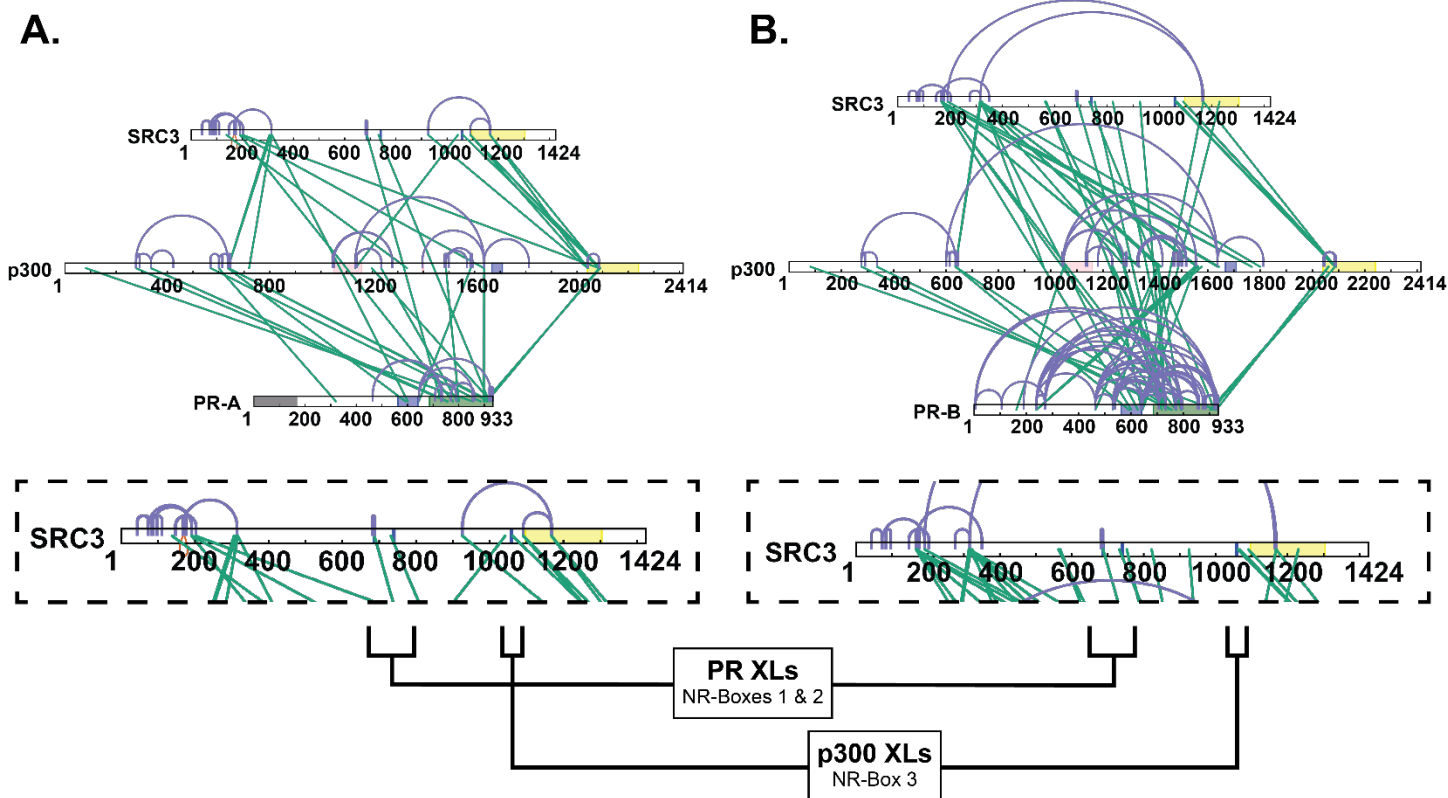 A.
SRC3
1 200 400 600 800 1000 1200 1424
p300
1 400 800 1200 1600 2000 2414
PR-A
1 200 400 600 800 933
B.
SRC3
1 200 400 600 800 1000 1200 1424
p300
1 200 400 600 800 1000 1200 1400 1600 1800 2000 2200 2414
PR-B
1 200 400 600 800 933
SRC3
1 200 400 600 800 1000 1200 1424
SRC3
1 200 400 600 800 1000 1200 1424
PR XLs
NR-Boxes 1 & 2
p300 XLs
NR-Box 3